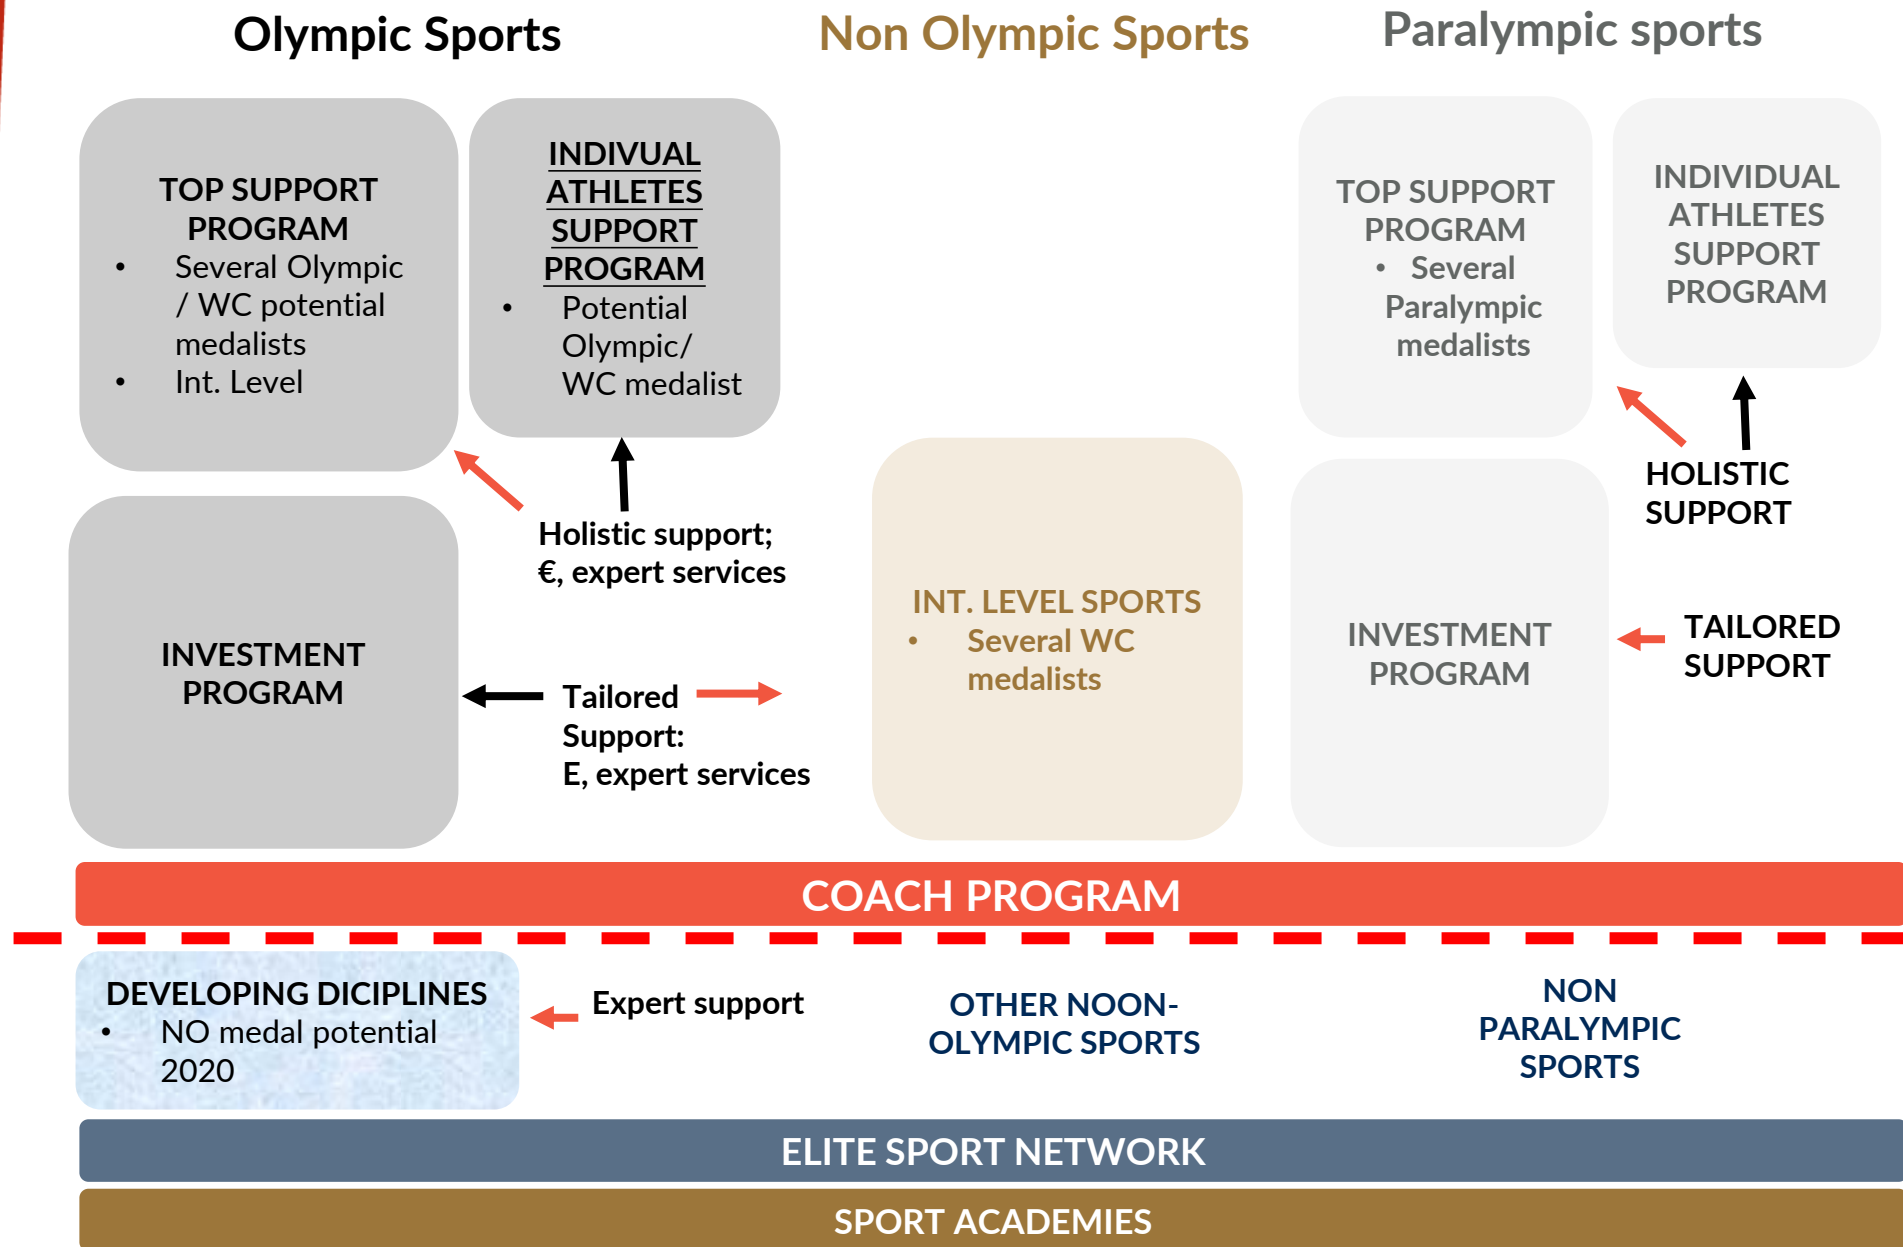 Olympic Sports
Non Olympic Sports
Paralympic sports
TOP SUPPORT
PROGRAM
• Several Olympic
/ WC potential
medalists
• Int. Level
INDIVUAL
ATHLETES
SUPPORT
PROGRAM
• Potential
Olympic/
WC medalist
TOP SUPPORT
PROGRAM
• Several
Paralympic
medalists
INDIVIDUAL
ATHLETES
SUPPORT
PROGRAM
Holistic support;
€, expert services
HOLISTIC
SUPPORT
INVESTMENT
PROGRAM
Tailored
Support:
E, expert services
INT. LEVEL SPORTS
• Several WC
medalists
INVESTMENT
PROGRAM
TAILORED
SUPPORT
COACH PROGRAM
DEVELOPING DICIPLINES
• NO medal potential
2020
Expert support
OTHER NOON-
OLYMPIC SPORTS
NON
PARALYMPIC
SPORTS
ELITE SPORT NETWORK
SPORT ACADEMIES